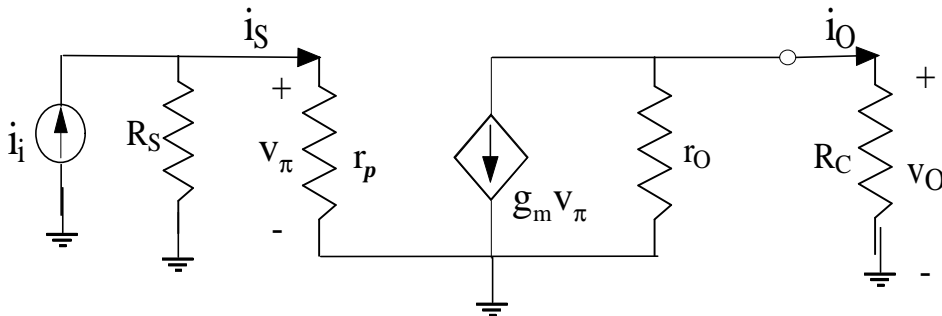 i_S
i_O
+
+
i_i
R_S
v_π
r_p
r_O
R_C
v_O
g_m v_π
-
-